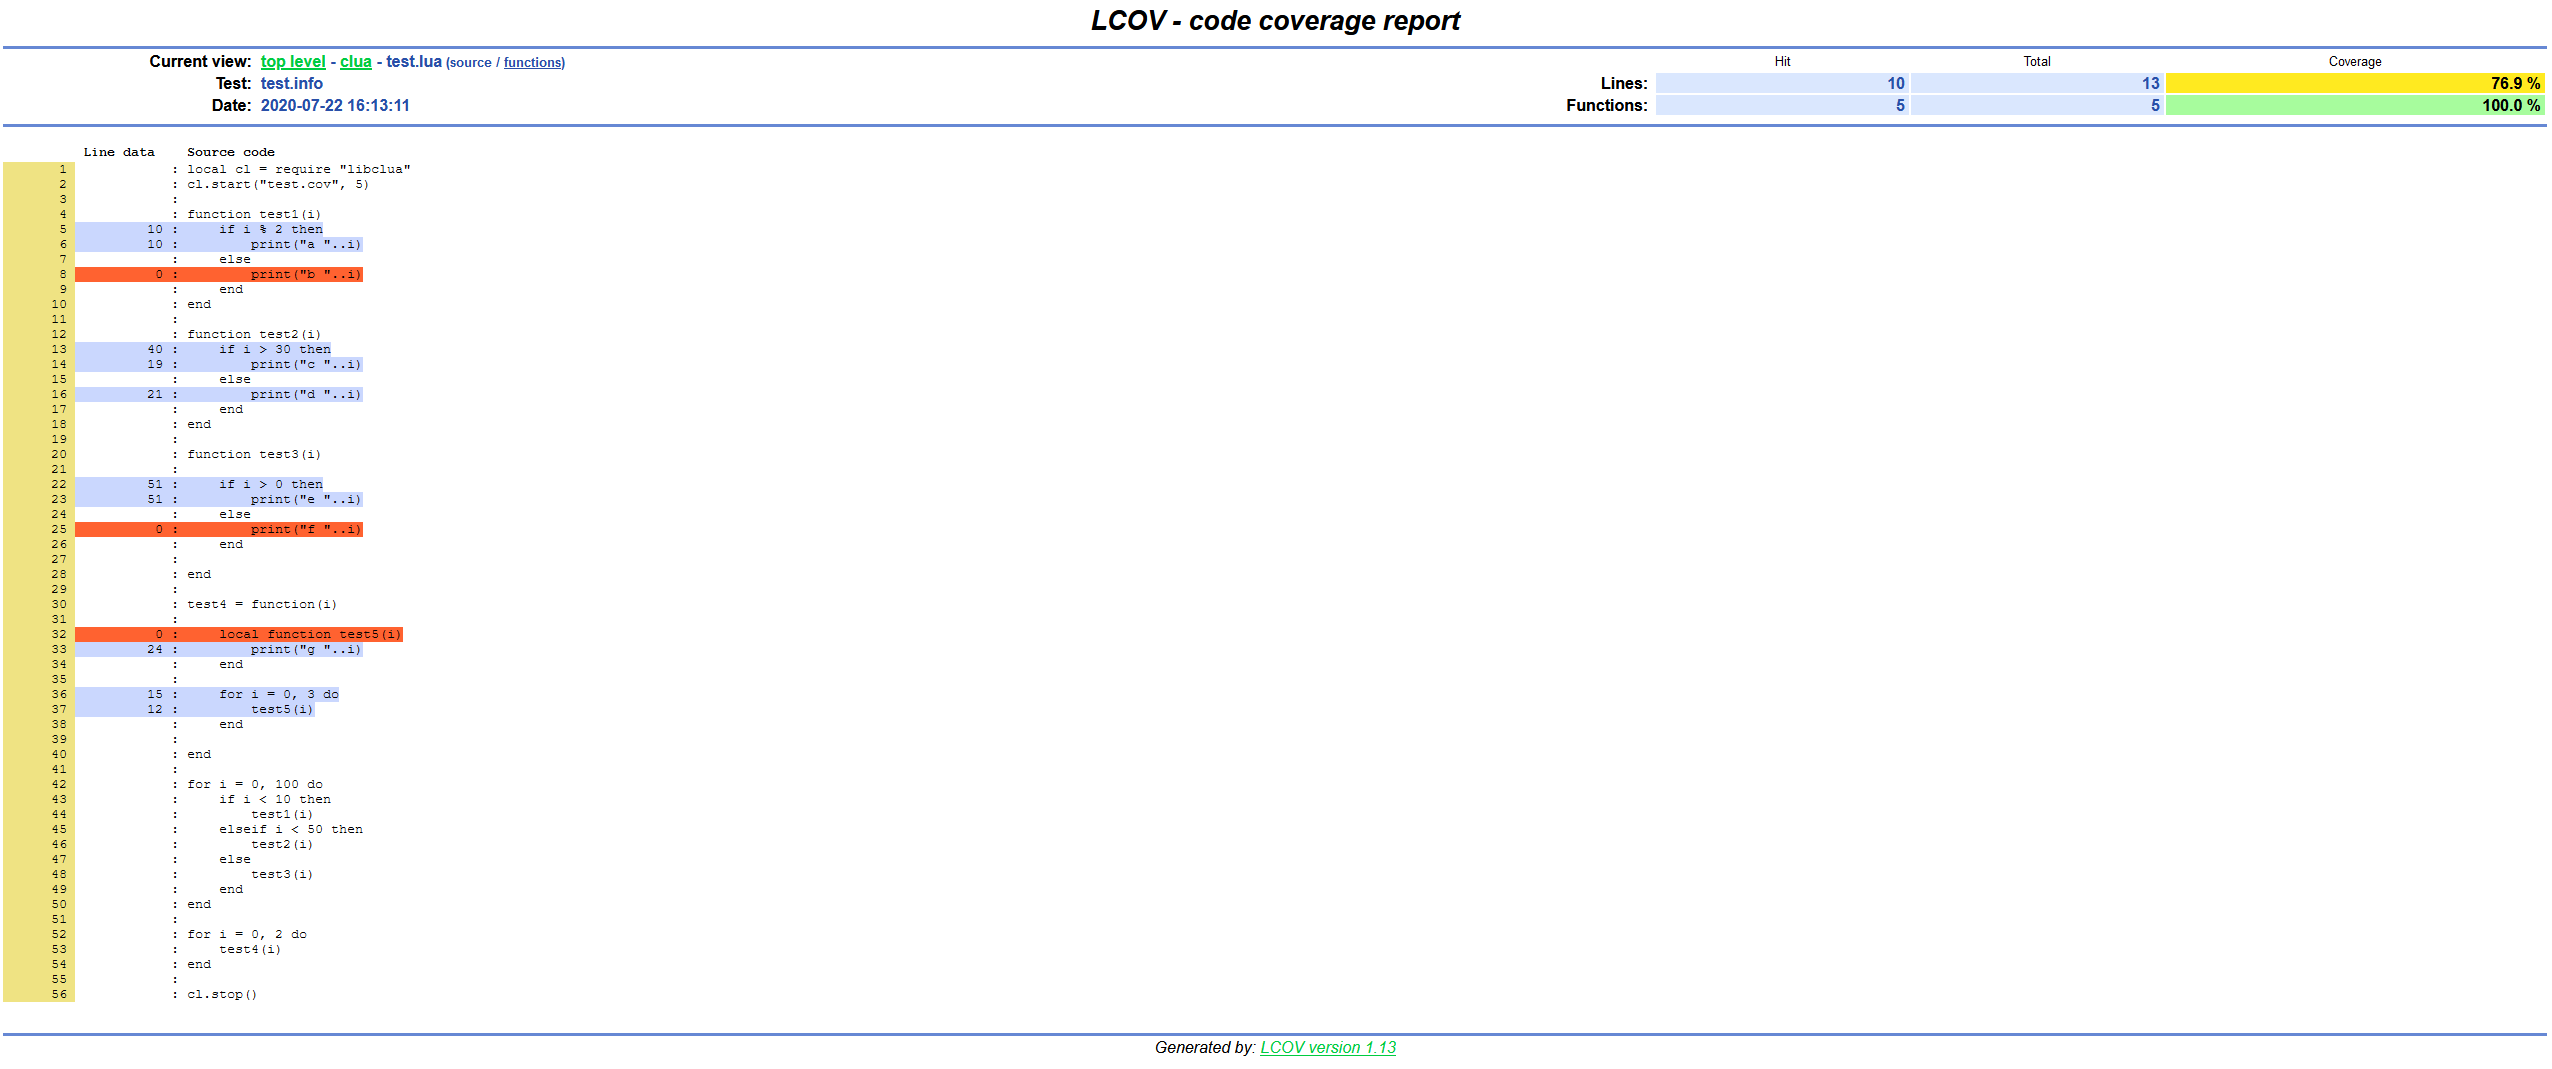 LCOV - code coverage report
Current view: top level - clua - test.lua (source / functions) Hit Total Coverage
Test: test.info Lines: 10 13 76.9 %
Date: 2020-07-22 16:13:11 Functions: 5 5 100.0 %
Line data Source code
1 : local cl = require "libclua"
2 : cl.start("test.cov", 5)
3 :
4 : function test1(i)
5 10 : if i % 2 then
6 10 : print("a "..i)
7 : else
8 0 : print("b "..i)
9 : end
10 : end
11 :
12 : function test2(i)
13 40 : if i > 30 then
14 19 : print("c "..i)
15 : else
16 21 : print("d "..i)
17 : end
18 : end
19 :
20 : function test3(i)
21 :
22 51 : if i > 0 then
23 51 : print("e "..i)
24 : else
25 0 : print("f "..i)
26 : end
27 :
28 : end
29 :
30 : test4 = function(i)
31 :
32 0 : local function test5(i)
33 24 : print("g "..i)
34 : end
35 :
36 15 : for i = 0, 3 do
37 12 : test5(i)
38 : end
39 :
40 : end
41 :
42 : for i = 0, 100 do
43 : if i < 10 then
44 : test1(i)
45 : elseif i < 50 then
46 : test2(i)
47 : else
48 : test3(i)
49 : end
50 : end
51 :
52 : for i = 0, 2 do
53 : test4(i)
54 : end
55 :
56 : cl.stop()
Generated by: LCOV version 1.13